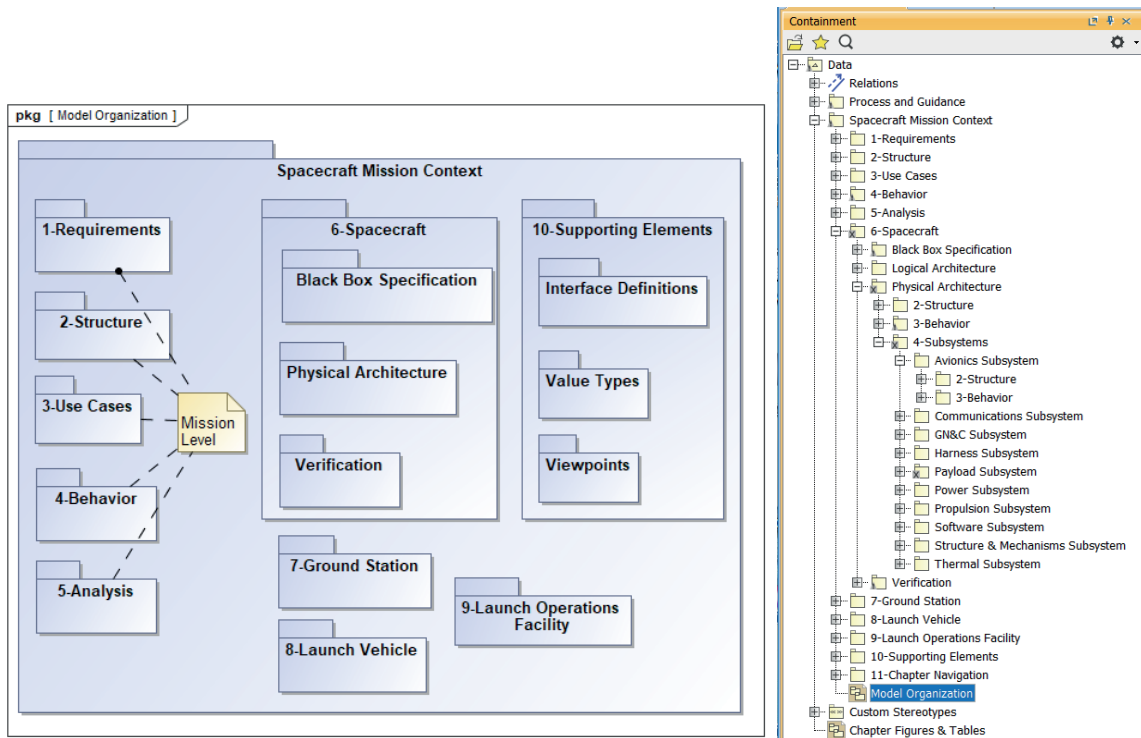 pkg [ Model Organization ]
Spacecraft Mission Context
1-Requirements
2-Structure
3-Use Cases
4-Behavior
5-Analysis
Mission
Level
6-Spacecraft
Black Box Specification
Physical Architecture
Verification
10-Supporting Elements
Interface Definitions
Value Types
Viewpoints
7-Ground Station
8-Launch Vehicle
9-Launch Operations
Facility
Containment
Data
Relations
Process and Guidance
Spacecraft Mission Context
1-Requirements
2-Structure
3-Use Cases
4-Behavior
5-Analysis
6-Spacecraft
Black Box Specification
Logical Architecture
Physical Architecture
2-Structure
3-Behavior
4-Subsystems
Avionics Subsystem
2-Structure
3-Behavior
Communications Subsystem
GN&C Subsystem
Harness Subsystem
Payload Subsystem
Power Subsystem
Propulsion Subsystem
Software Subsystem
Structure & Mechanisms Subsystem
Thermal Subsystem
Verification
7-Ground Station
8-Launch Vehicle
9-Launch Operations Facility
10-Supporting Elements
11-Chapter Navigation
Model Organization
Custom Stereotypes
Chapter Figures & Tables